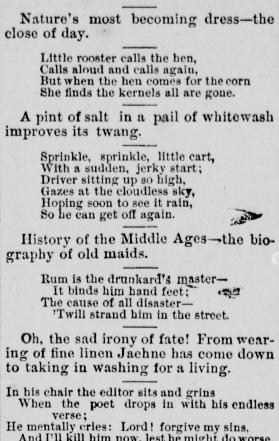 Nature's most becoming dress—the
close of day.
Little rooster calls the hen,
Calls aloud and calls again,
But when the hen comes for the corn
She finds the kernels all are gone.
A pint of salt in a pail of whitewash
improves its twang.
Sprinkle, sprinkle, little cart,
With a sudden, jerky start;
Driver sitting up so high,
Gazes at the cloudless sky,
Hoping soon to see it rain,
So he can get off again.
History of the Middle Ages—the bio-
graphy of old maids.
Rum is the drunkard's master—
It binds him hand feet;
The cause of all disaster—
'Twill strand him in the street.
Oh, the sad irony of fate! From wear-
ing of fine linen Jaehne has come down
to taking in washing for a living.
In his chair the editor sits and grins
When the poet drops in with his endless
verse;
He mentally cries: Lord! forgive my sins,
And I'll kill him now, lest he might do worse